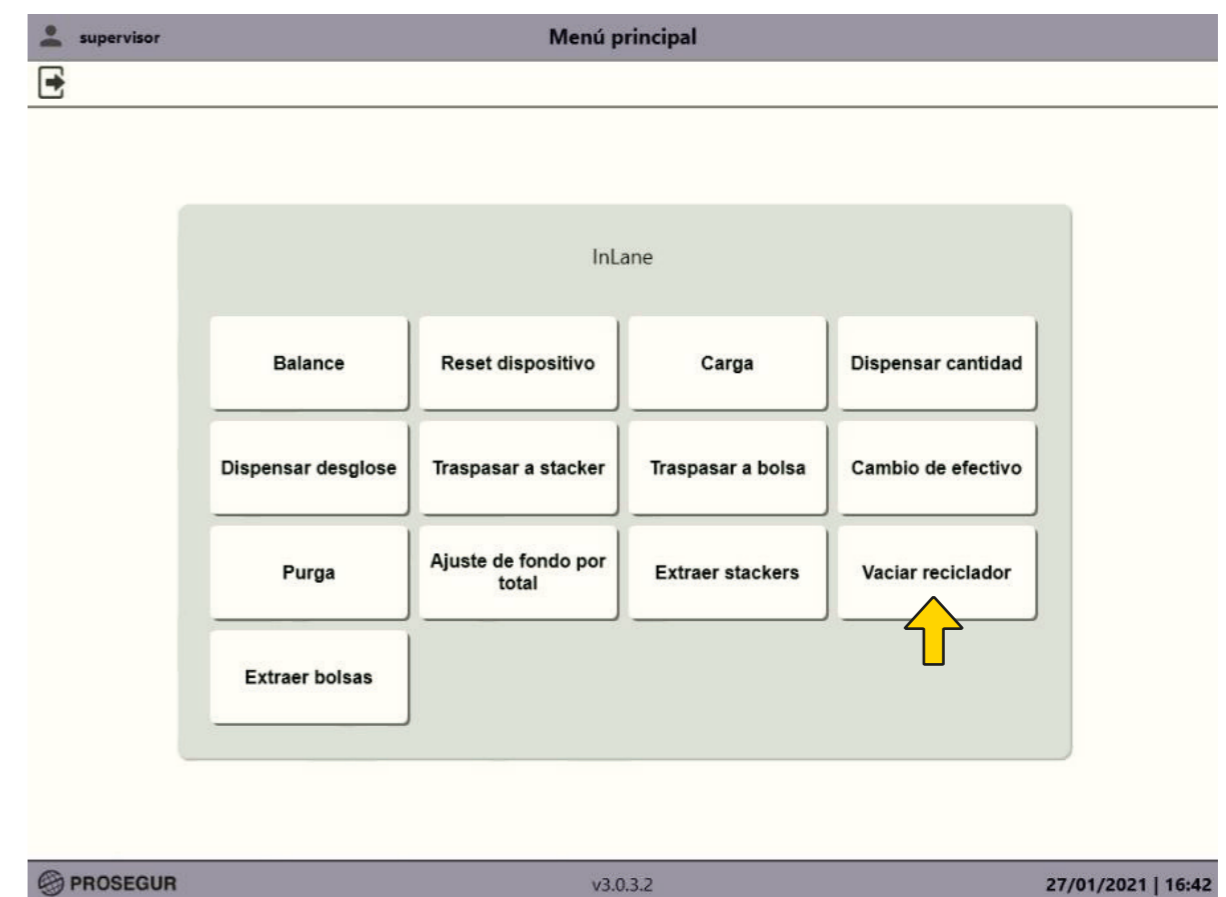 supervisor
Menú principal
InLane
Balance
Reset dispositivo
Carga
Dispensar cantidad
Dispensar desglose
Traspasar a stacker
Traspasar a bolsa
Cambio de efectivo
Purga
Ajuste de fondo por
total
Extraer stackers
Vaciar reciclador
Extraer bolsas
PROSEGUR
v3.0.3.2
27/01/2021 | 16:42